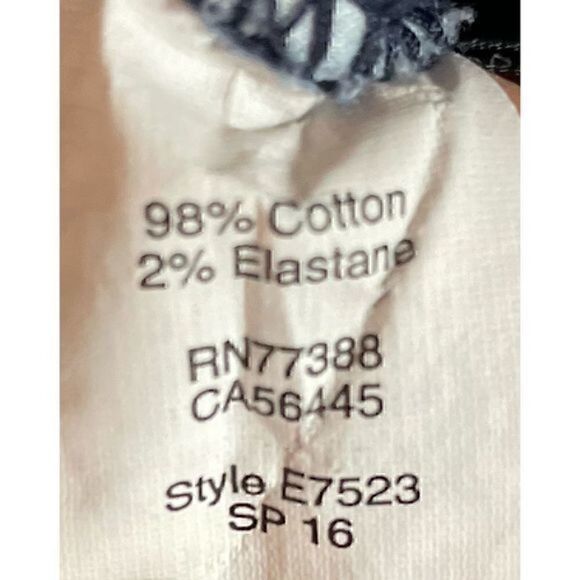 98% Cotton
2% Elastane
RN77388
CA56445
Style E7523
SP 16